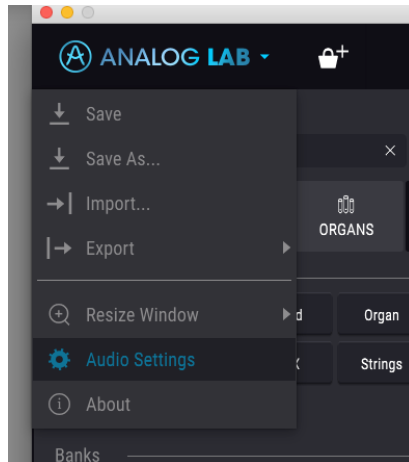 ANALOG LAB
Save
Save As...
Import...
ORGANS
Export
Resize Window
d
Organ
Audio Settings
X
Strings
About
Banks